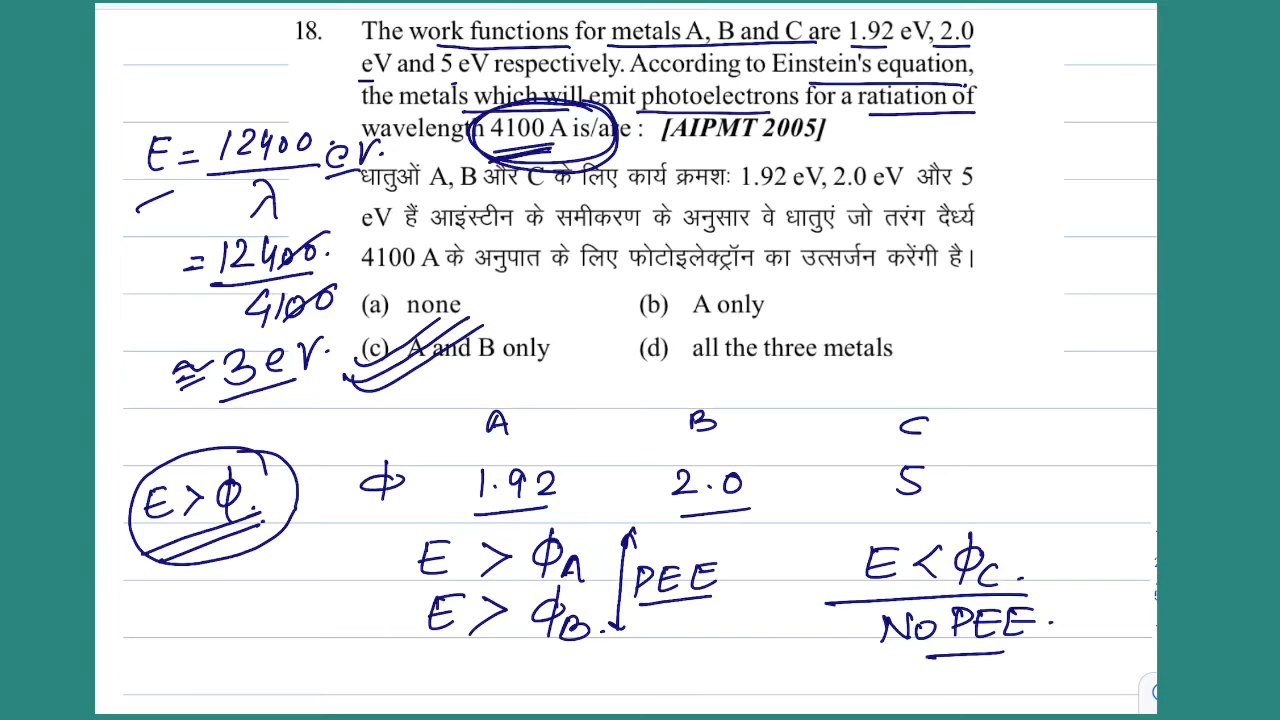 18. The work functions for metals A, B and C are 1.92 eV, 2.0
eV and 5 eV respectively. According to Einstein's equation,
the metals which will emit photoelectrons for a ratiation of
wavelength 4100 A is/are : [AIPMT 2005]
धातुओं A, B और C के लिए कार्य क्रमशः 1.92 eV, 2.0 eV और 5
eV हैं आइंस्टीन के समीकरण के अनुसार वे धातुएं जो तरंग दैर्ध्य
4100 A के अनुपात के लिए फोटोइलेक्ट्रॉन का उत्सर्जन करेंगी है।
(a) none (b) A only
(c) A and B only (d) all the three metals
E = 12400 / λ eV.
= 12400. / 4100
≅ 3 eV.
E > ϕ.
A B C
ϕ 1.92 2.0 5
E > ϕA
E > ϕB.
PEE
E < ϕC.
NO PEE.